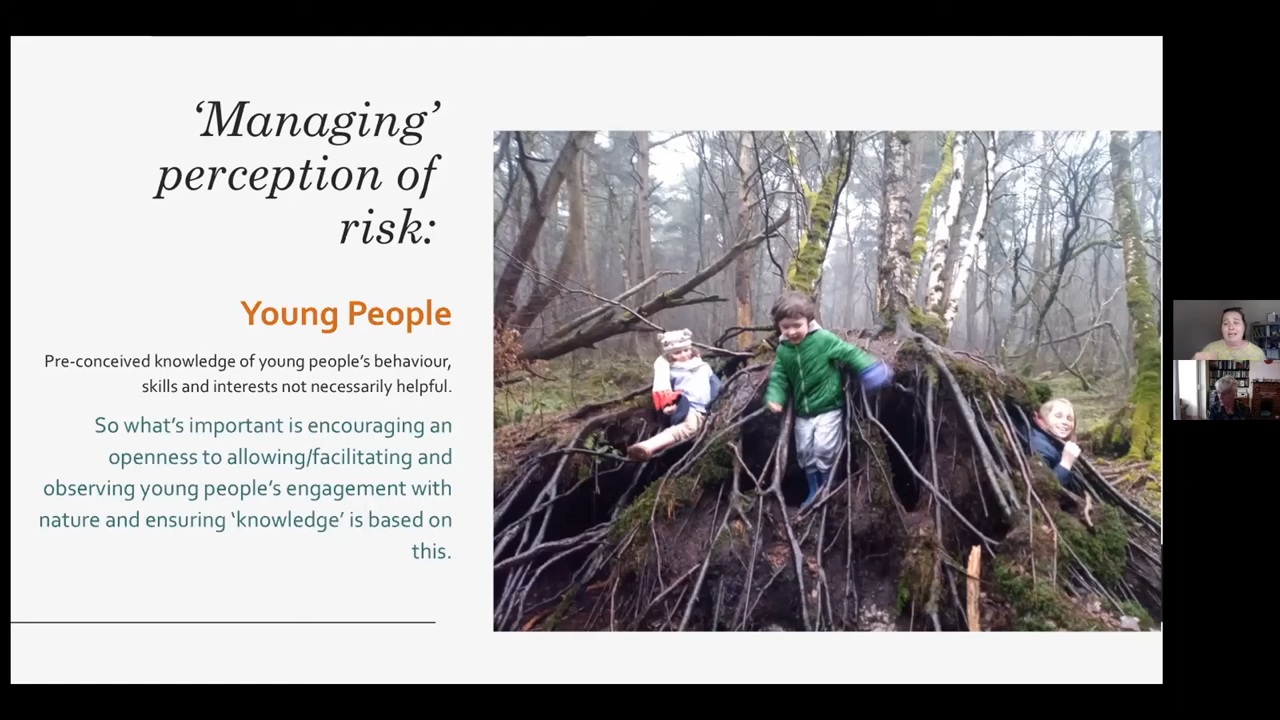 ‘Managing’
perception of
risk:
Young People
Pre-conceived knowledge of young people’s behaviour,
skills and interests not necessarily helpful.
So what’s important is encouraging an
openness to allowing/facilitating and
observing young people’s engagement with
nature and ensuring ‘knowledge’ is based on
this.